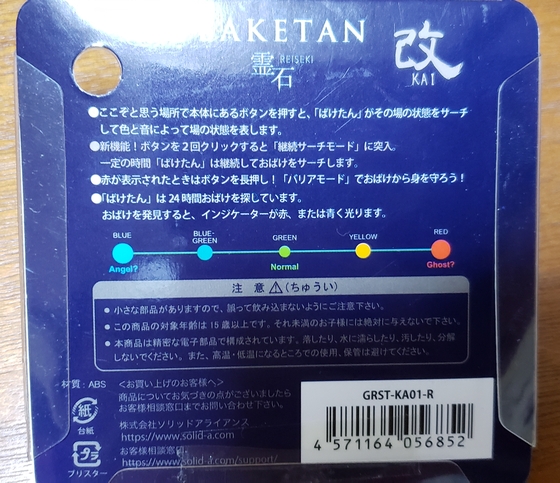 BAKETAN
霊石
REISEKI
改
KAI
●ここぞと思う場所で本体にあるボタンを押すと、「ばけたん」がその場の状態をサーチ
して色と音によって場の状態を表します。
●新機能！ボタンを2回クリックすると「継続サーチモード」に突入。
一定の時間「ばけたん」は継続しておばけをサーチします。
●赤が表示されたときはボタンを長押し！「バリアモード」でおばけから身を守ろう！
●「ばけたん」は24時間おばけを探しています。
おばけを発見すると、インジケーターが赤、または青く光ります。
BLUE
BLUE-GREEN
GREEN
YELLOW
RED
Angel?
Normal
Ghost?
注 意 (ちゅうい)
● 小さな部品がありますので、誤って飲み込まないようにご注意下さい。
● この商品の対象年齢は15歳以上です。それ未満のお子様には絶対に与えないで下さい。
● 本商品は精密な電子部品で構成されています。落したり、水に濡らしたり、汚したり、分解
しないでください。また、高温・低温になるところでの使用、保管は避けてください。
材質：ABS
<お買い上げのお客様へ>
商品についてお気づきの点がございましたら
お客様相談窓口までお問い合わせ下さい。
紙
台紙
株式会社ソリッドアライアンス
https://www.solid-a.com
プラ
ブリスター
お客様相談窓口
https://www.solid-a.com/support/
GRST-KA01-R
4 571164 056852